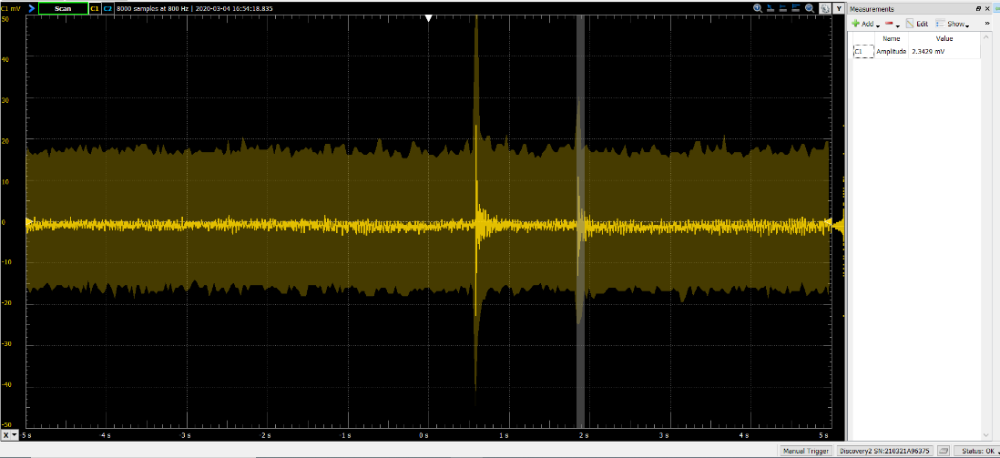 C1 mV Scan C1 C2 8000 samples at 800 Hz | 2020-03-04 16:54:18.835 Y
50
40
30
20
10
0
-10
-20
-30
-40
-50
X -5 s -4 s -3 s -2 s -1 s 0 s 1 s 2 s 3 s 4 s 5 s
Measurements
Add Edit Show »
Name Value
C1 Amplitude 2.3429 mV
Manual Trigger Discovery2 SN:210321A96375 Status: OK